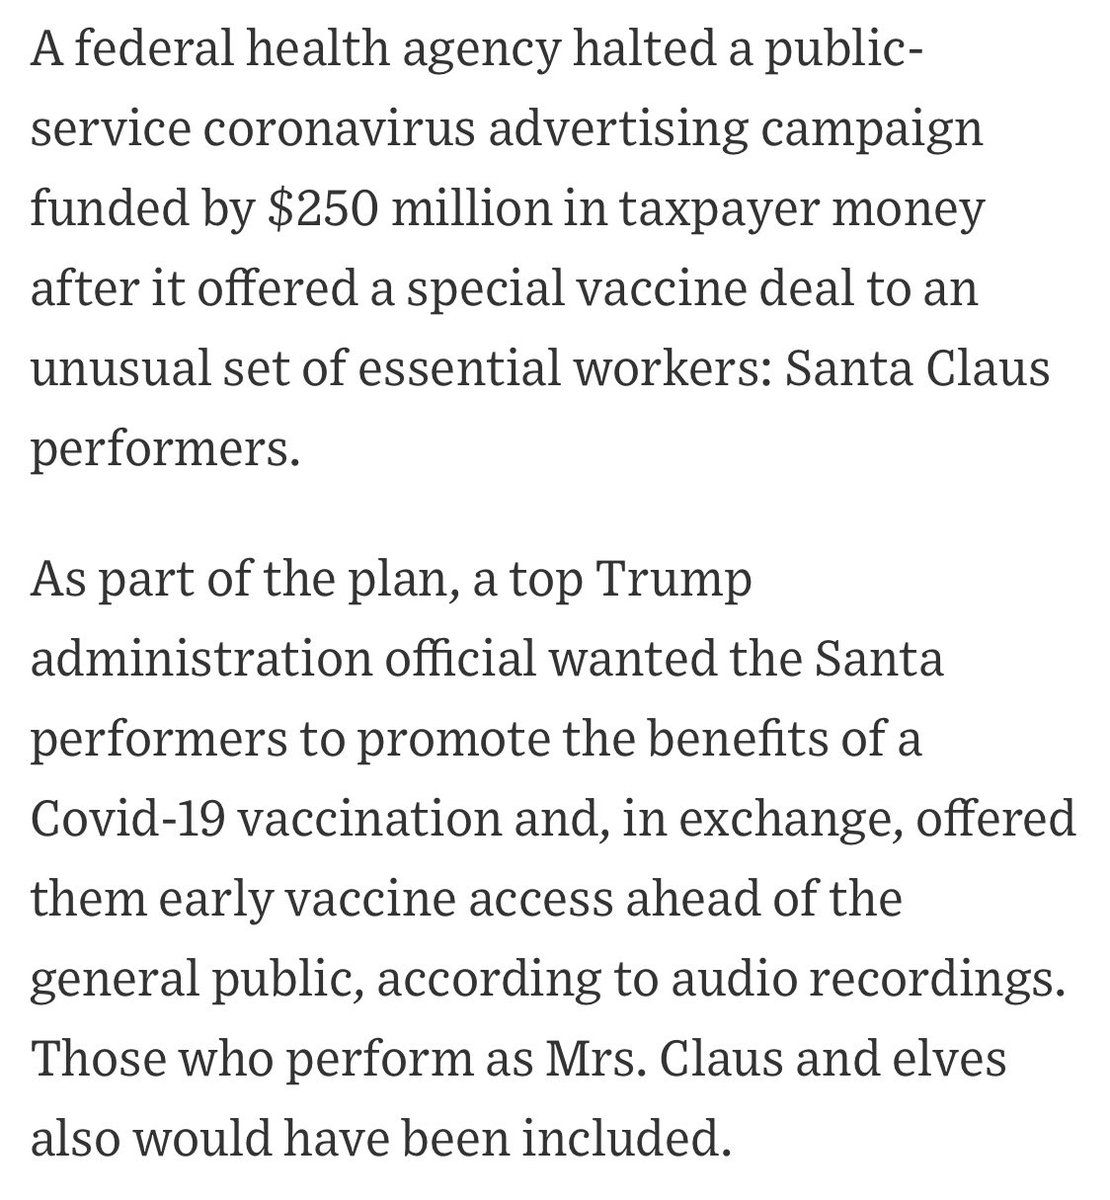 A federal health agency halted a public-
service coronavirus advertising campaign
funded by $250 million in taxpayer money
after it offered a special vaccine deal to an
unusual set of essential workers: Santa Claus
performers.
As part of the plan, a top Trump
administration official wanted the Santa
performers to promote the benefits of a
Covid-19 vaccination and, in exchange, offered
them early vaccine access ahead of the
general public, according to audio recordings.
Those who perform as Mrs. Claus and elves
also would have been included.